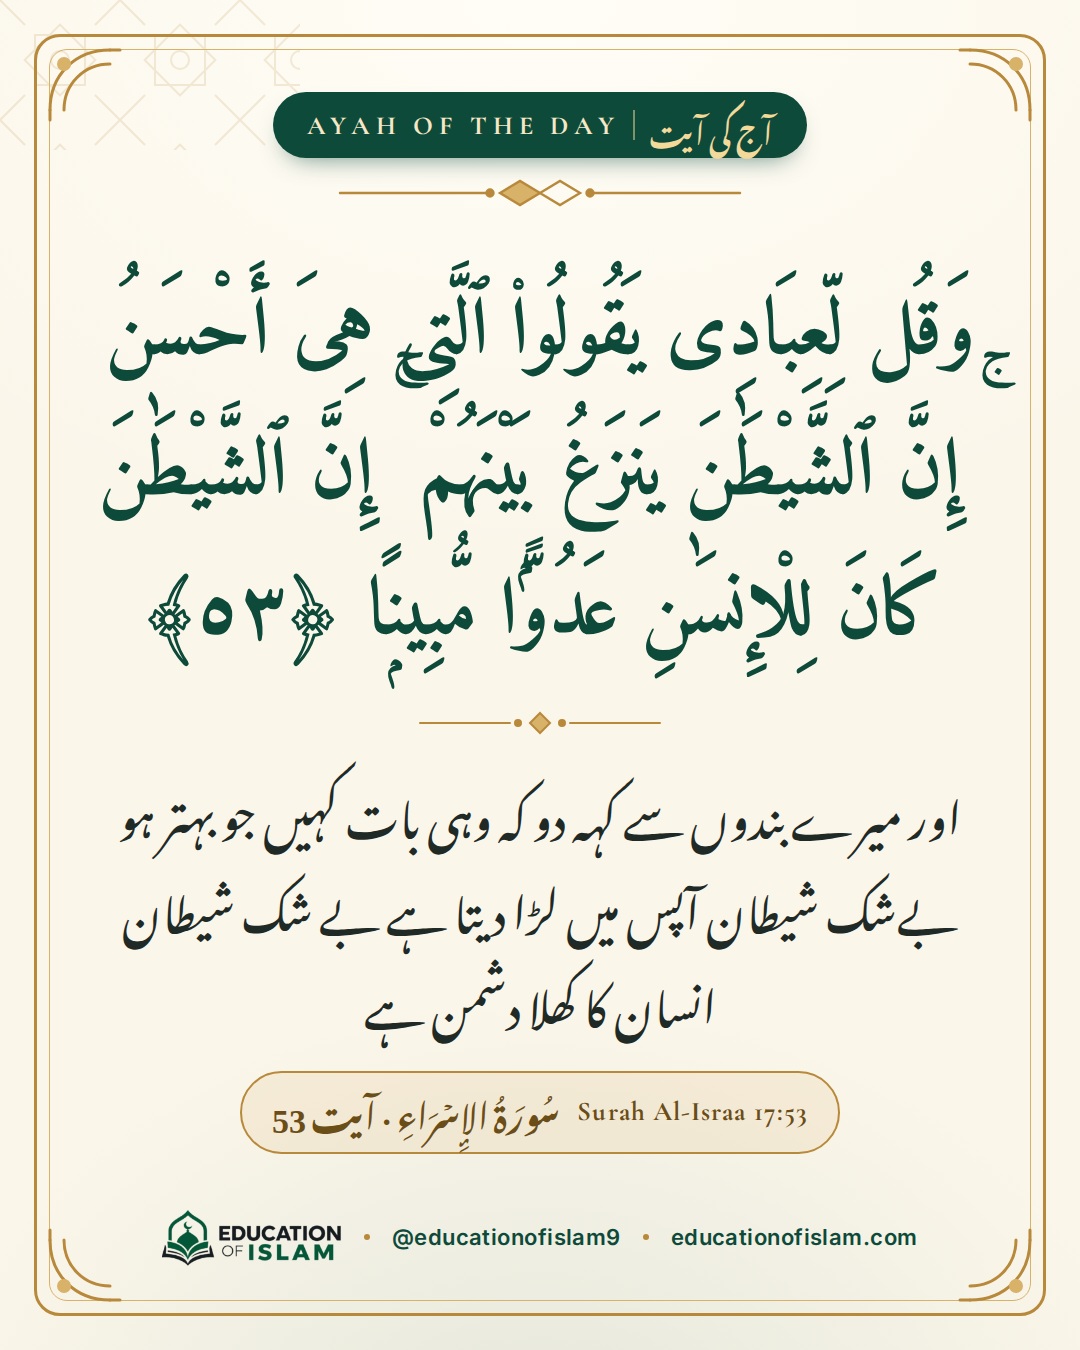 AYAH OF THE DAY | آج کی آیت
وَقُل لِّعِبَادِى يَقُولُوا۟ ٱلَّتِى هِىَ أَحْسَنُ ۚ
إِنَّ ٱلشَّيْطَٰنَ يَنزَغُ بَيْنَهُمْ ۚ إِنَّ ٱلشَّيْطَٰنَ
كَانَ لِلْإِنسَٰنِ عَدُوًّۭا مُّبِينًۭا ﴿٥٣﴾
اور میرے بندوں سے کہہ دو کہ وہی بات کہیں جو بہتر ہو
بےشک شیطان آپس میں لڑا دیتا ہے بے شک شیطان
انسان کا کھلا دشمن ہے
سُورَةُ الإِسْرَاءِ · آیت 53 Surah Al-Israa 17:53
EDUCATION OF ISLAM • @educationofislam9 • educationofislam.com